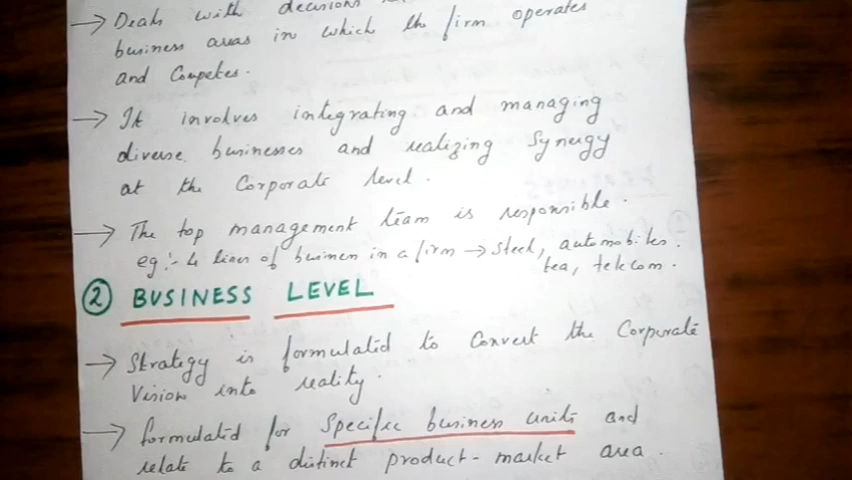 → Deals with decisions
business areas in which the firm operates
and Competes.
→ It involves integrating and managing
diverse businesses and realizing Synergy
at the Corporate level.
→ The top management team is responsible.
eg:- 4 lines of business in a firm → steel, automobiles.
tea, telecom.
② BUSINESS LEVEL
→ Strategy is formulated to Convert the Corporate
Vision into reality.
→ formulated for Specific business units and
relate to a distinct product-market area.